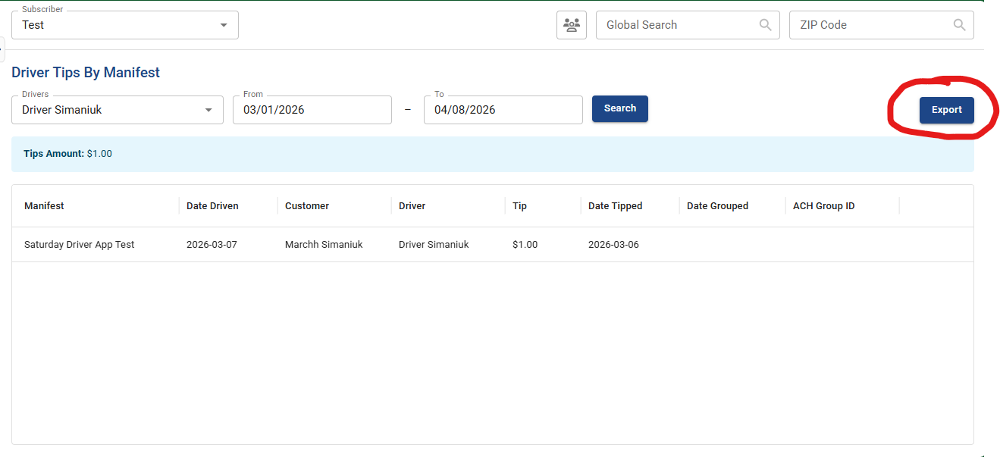 Subscriber
Test
Global Search
ZIP Code
Driver Tips By Manifest
Drivers
Driver Simaniuk
From
03/01/2026
–
To
04/08/2026
Search
Export
Tips Amount: $1.00
Manifest Date Driven Customer Driver Tip Date Tipped Date Grouped ACH Group ID
Saturday Driver App Test 2026-03-07 Marchh Simaniuk Driver Simaniuk $1.00 2026-03-06